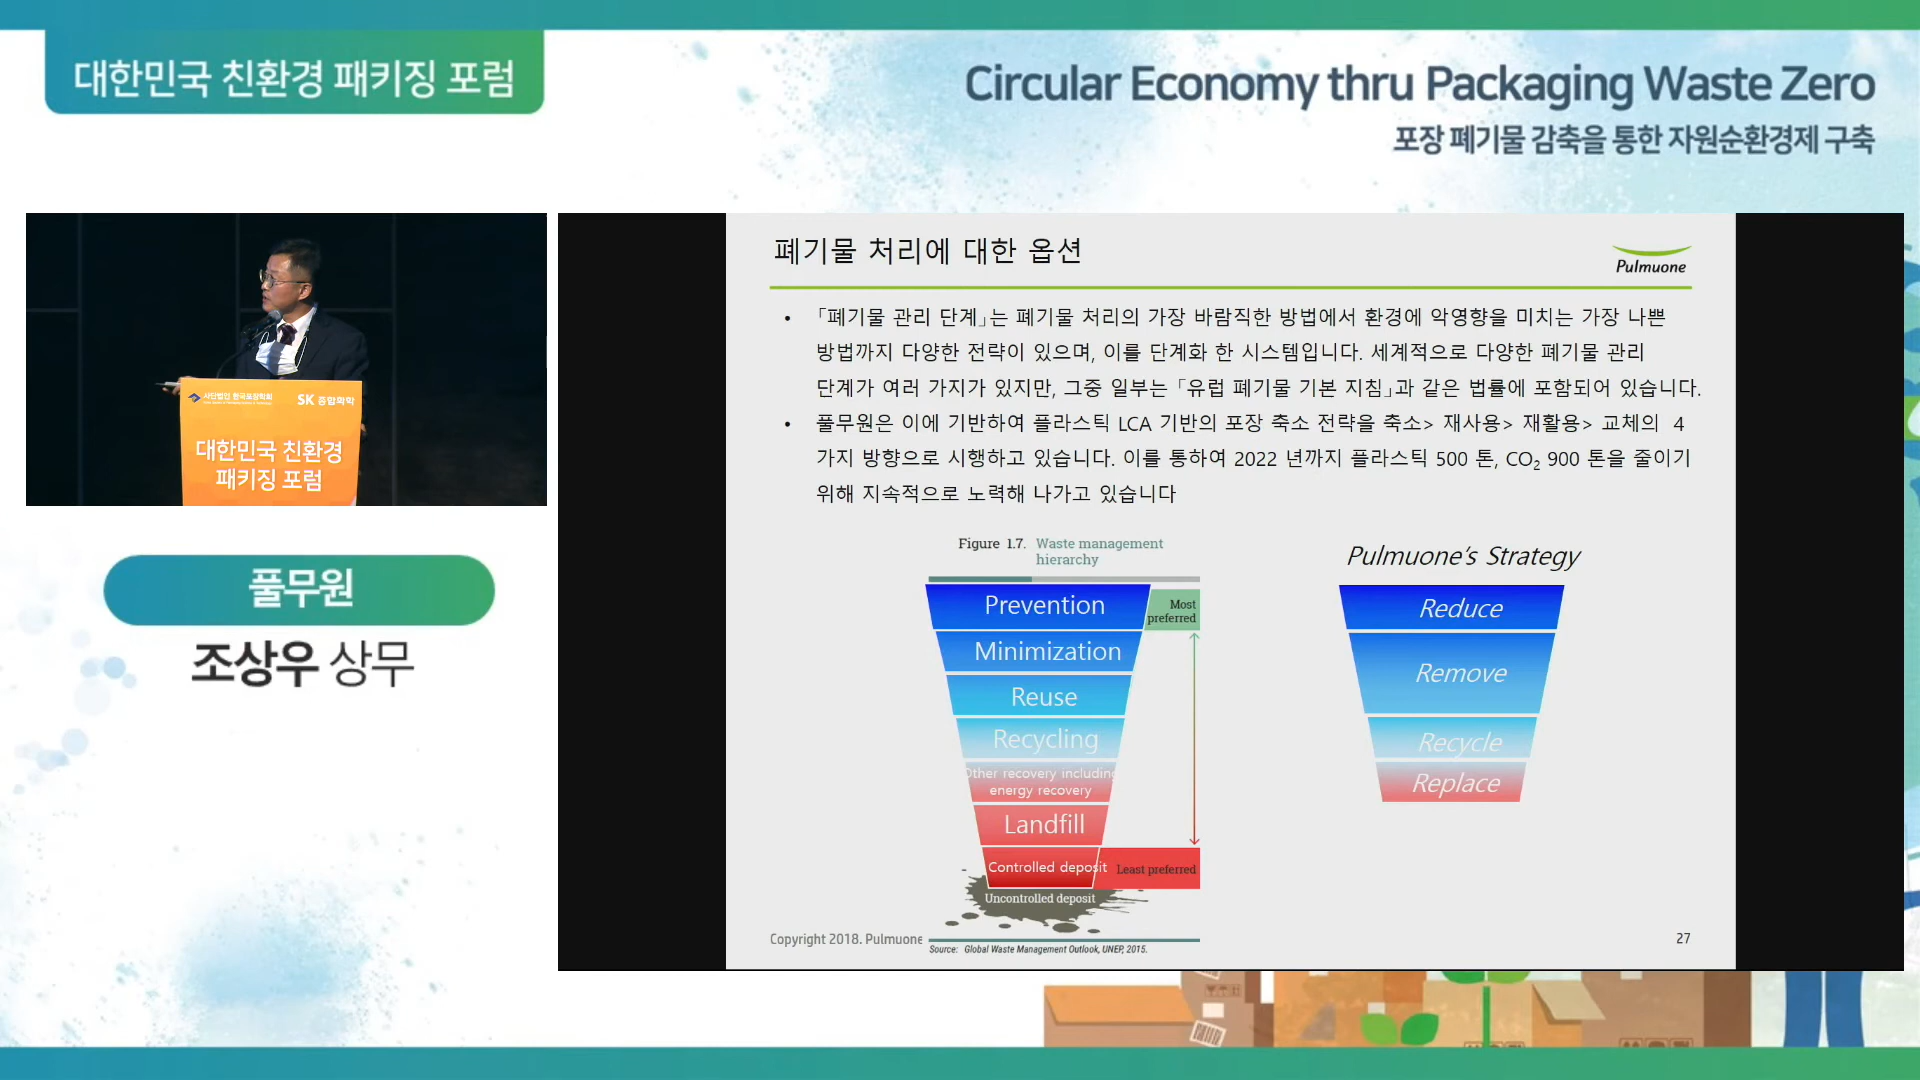 대한민국 친환경 패키징 포럼
Circular Economy thru Packaging Waste Zero
포장 폐기물 감축을 통한 자원순환경제 구축
사단법인 한국포장학회
SK 종합화학
대한민국 친환경
패키징 포럼
풀무원
조상우 상무
폐기물 처리에 대한 옵션
Pulmuone
• 「폐기물 관리 단계」는 폐기물 처리의 가장 바람직한 방법에서 환경에 악영향을 미치는 가장 나쁜
방법까지 다양한 전략이 있으며, 이를 단계화 한 시스템입니다. 세계적으로 다양한 폐기물 관리
단계가 여러 가지가 있지만, 그중 일부는 「유럽 폐기물 기본 지침」과 같은 법률에 포함되어 있습니다.
• 풀무원은 이에 기반하여 플라스틱 LCA 기반의 포장 축소 전략을 축소> 재사용> 재활용> 교체의 4
가지 방향으로 시행하고 있습니다. 이를 통하여 2022 년까지 플라스틱 500 톤, CO₂ 900 톤을 줄이기
위해 지속적으로 노력해 나가고 있습니다
Figure 1.7. Waste management
hierarchy
Prevention
Most
preferred
Minimization
Reuse
Recycling
Other recovery including
energy recovery
Landfill
Controlled deposit
Least preferred
Uncontrolled deposit
Source: Global Waste Management Outlook, UNEP, 2015.
Pulmuone's Strategy
Reduce
Remove
Recycle
Replace
Copyright 2018. Pulmuone
27